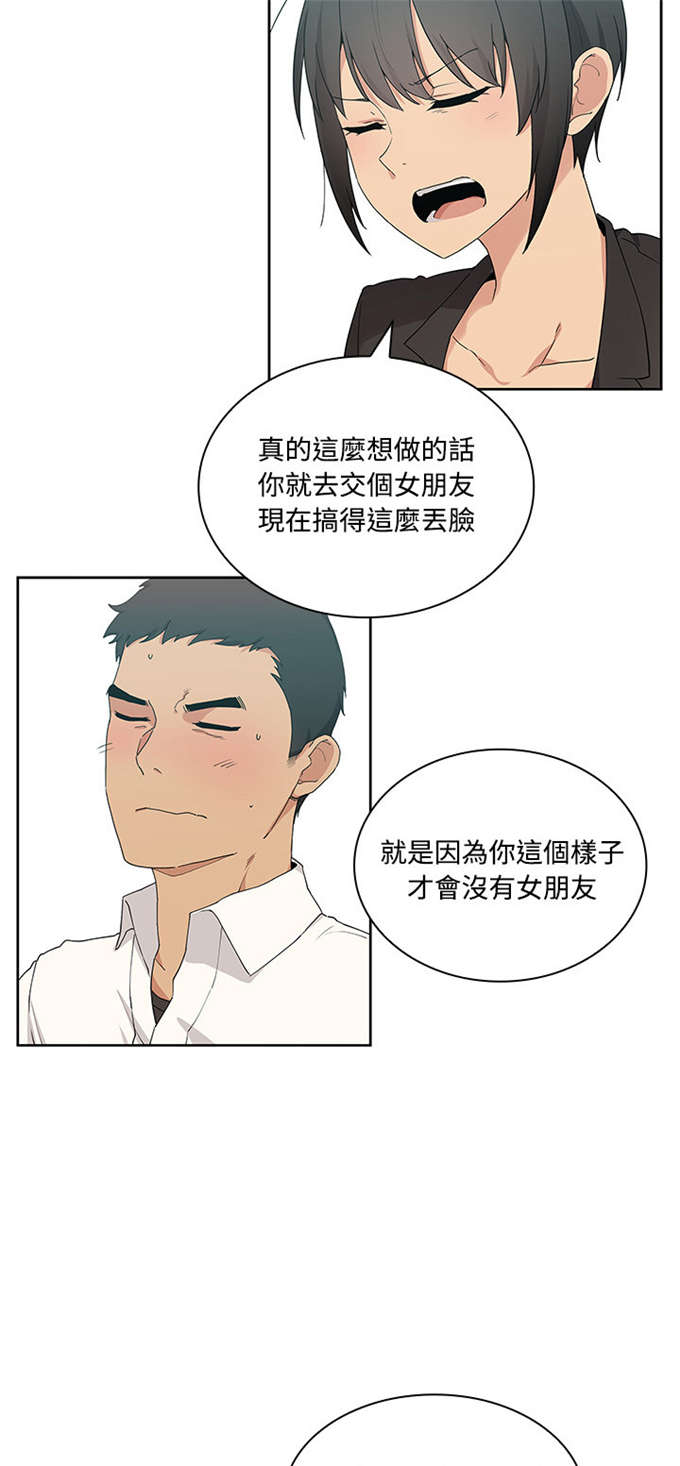 真的這麼想做的話
你就去交個女朋友
現在搞得這麼丟臉
就是因為你這個樣子
才會沒有女朋友